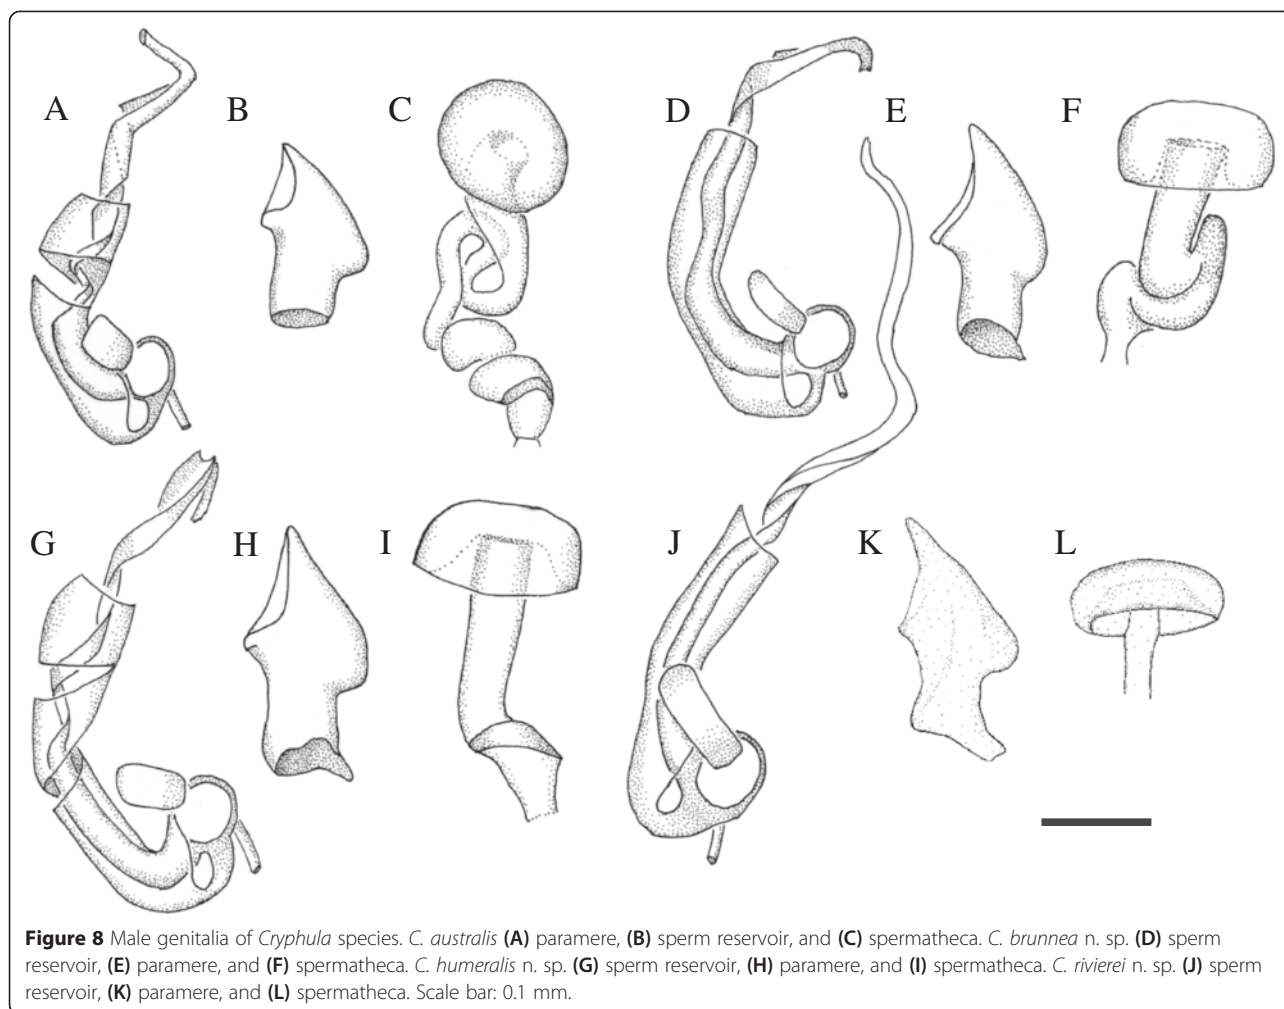 A B C D E F
G H I J K L
Figure 8 Male genitalia of Cryphula species. C. australis (A) paramere, (B) sperm reservoir, and (C) spermatheca. C. brunnea n. sp. (D) sperm
reservoir, (E) paramere, and (F) spermatheca. C. humeralis n. sp. (G) sperm reservoir, (H) paramere, and (I) spermatheca. C. rivierei n. sp. (J) sperm
reservoir, (K) paramere, and (L) spermatheca. Scale bar: 0.1 mm.